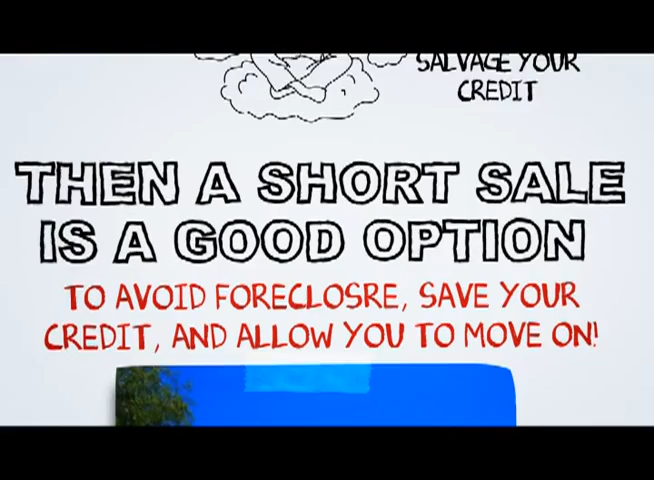 SALVAGE YOUR
CREDIT
THEN A SHORT SALE
IS A GOOD OPTION
TO AVOID FORECLOSRE, SAVE YOUR
CREDIT, AND ALLOW YOU TO MOVE ON!